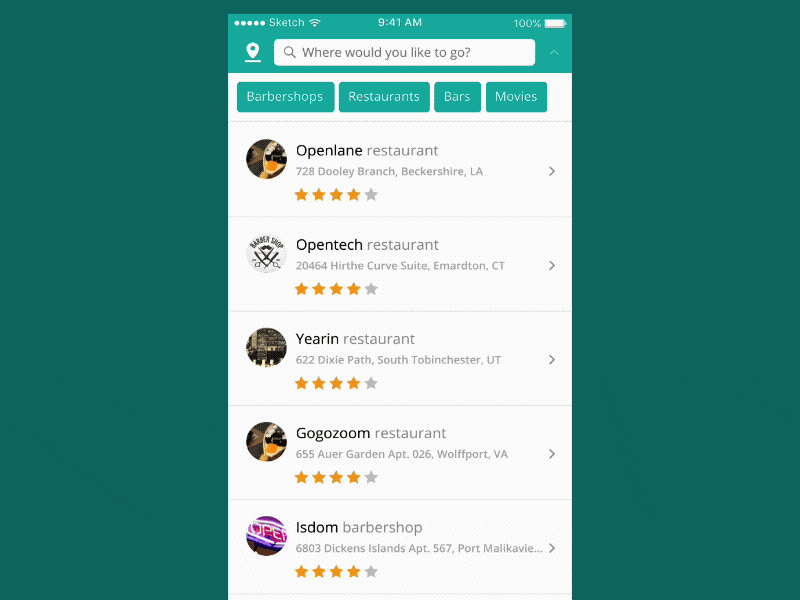 Sketch 9:41 AM 100%
Where would you like to go?
Barbershops Restaurants Bars Movies
Openlane restaurant
728 Dooley Branch, Beckershire, LA
BARBER SHOP
Opentech restaurant
20464 Hirthe Curve Suite, Emardton, CT
Yearin restaurant
622 Dixie Path, South Tobinchester, UT
Gogozoom restaurant
655 Auer Garden Apt. 026, Wolffport, VA
OPEN
Isdom barbershop
6803 Dickens Islands Apt. 567, Port Malikavie...